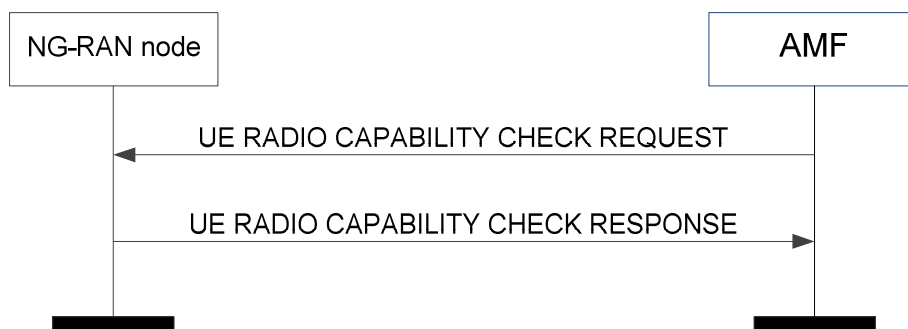 NG-RAN node
AMF
UE RADIO CAPABILITY CHECK REQUEST
UE RADIO CAPABILITY CHECK RESPONSE